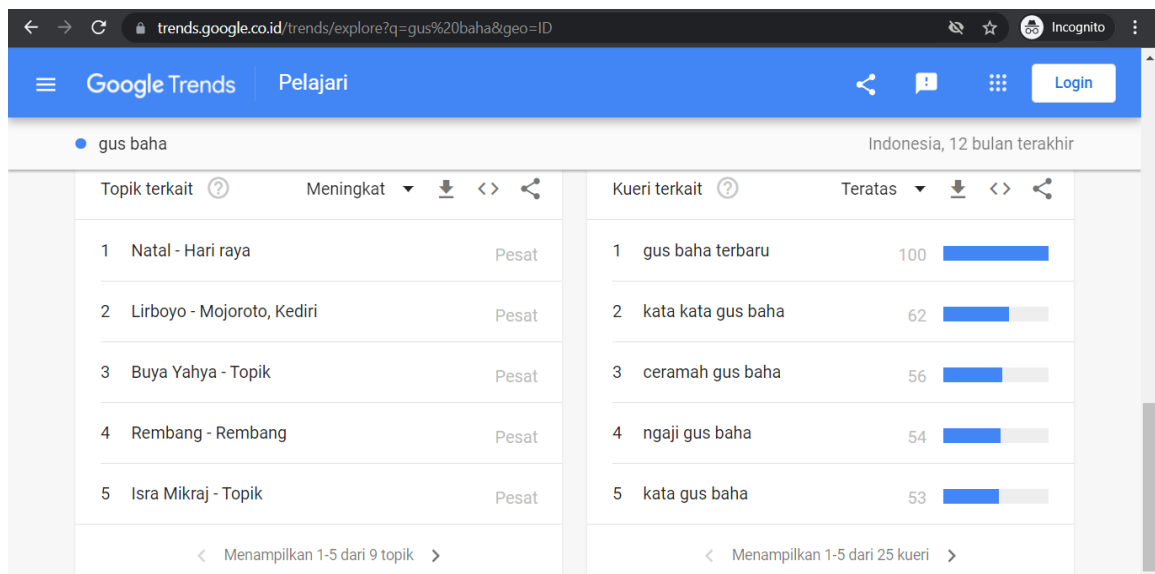 trends.google.co.id/trends/explore?q=gus%20baha&geo=ID
Incognito
Google Trends
Pelajari
Login
gus baha
Indonesia, 12 bulan terakhir
Topik terkait
Meningkat
1 Natal - Hari raya Pesat
2 Lirboyo - Mojoroto, Kediri Pesat
3 Buya Yahya - Topik Pesat
4 Rembang - Rembang Pesat
5 Isra Mikraj - Topik Pesat
Menampilkan 1-5 dari 9 topik
Kueri terkait
Teratas
1 gus baha terbaru 100
2 kata kata gus baha 62
3 ceramah gus baha 56
4 ngaji gus baha 54
5 kata gus baha 53
Menampilkan 1-5 dari 25 kueri